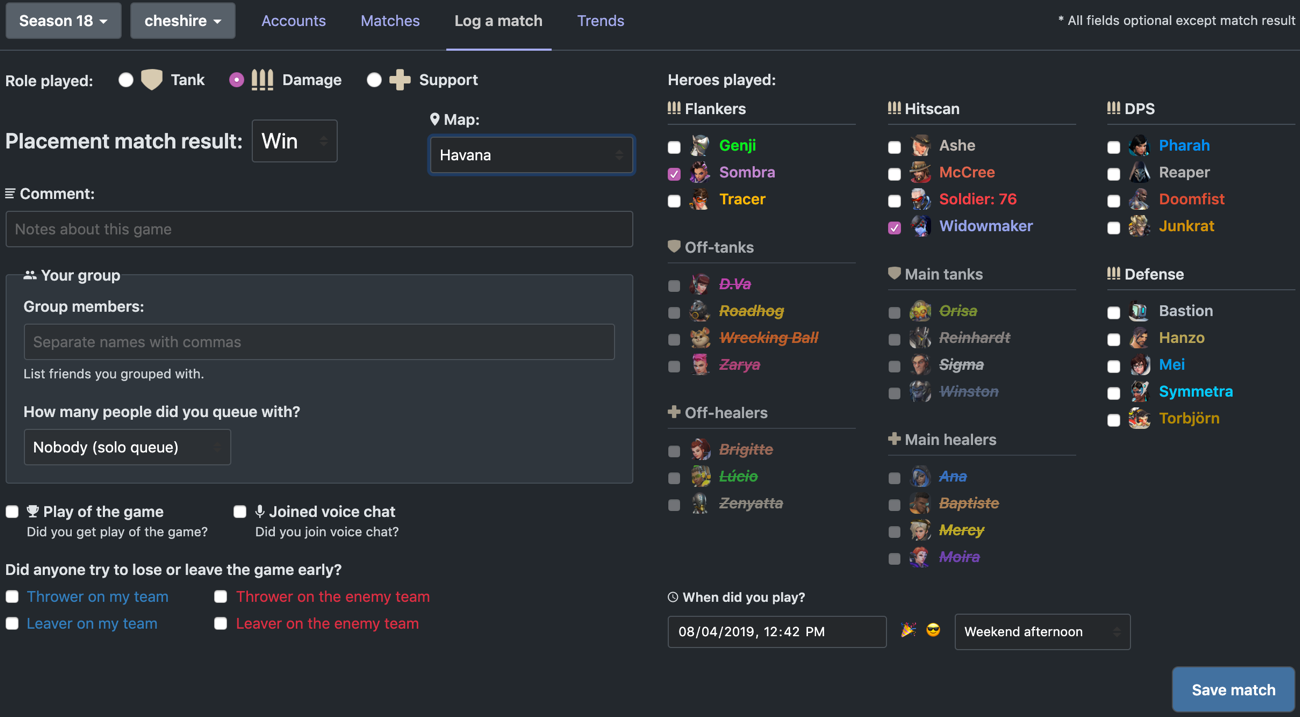 Season 18
cheshire
Accounts
Matches
Log a match
Trends
* All fields optional except match result
Role played:
Tank
Damage
Support
Placement match result:
Win
Map:
Havana
Comment:
Notes about this game
Your group
Group members:
Separate names with commas
List friends you grouped with.
How many people did you queue with?
Nobody (solo queue)
Play of the game
Did you get play of the game?
Joined voice chat
Did you join voice chat?
Did anyone try to lose or leave the game early?
Thrower on my team
Thrower on the enemy team
Leaver on my team
Leaver on the enemy team
Heroes played:
Flankers
Genji
Sombra
Tracer
Off-tanks
D.Va
Roadhog
Wrecking Ball
Zarya
Off-healers
Brigitte
Lúcio
Zenyatta
Hitscan
Ashe
McCree
Soldier: 76
Widowmaker
Main tanks
Orisa
Reinhardt
Sigma
Winston
Main healers
Ana
Baptiste
Mercy
Moira
DPS
Pharah
Reaper
Doomfist
Junkrat
Defense
Bastion
Hanzo
Mei
Symmetra
Torbjörn
When did you play?
08/04/2019, 12:42 PM
Weekend afternoon
Save match